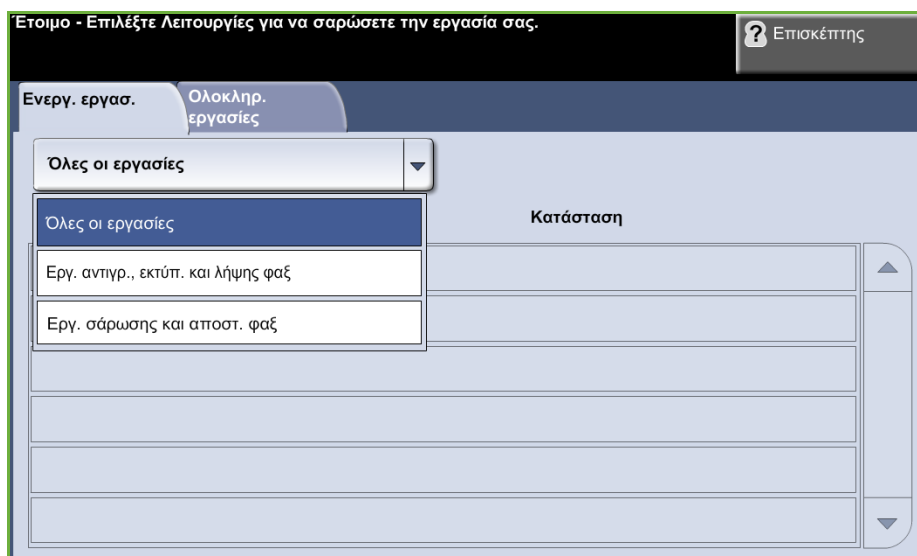 Έτοιμο - Επιλέξτε Λειτουργίες για να σαρώσετε την εργασία σας.
? Επισκέπτης
Ενεργ. εργασ.
Ολοκληρ.
εργασίες
Όλες οι εργασίες
Κατάσταση
Όλες οι εργασίες
Εργ. αντιγρ., εκτύπ. και λήψης φαξ
Εργ. σάρωσης και αποστ. φαξ